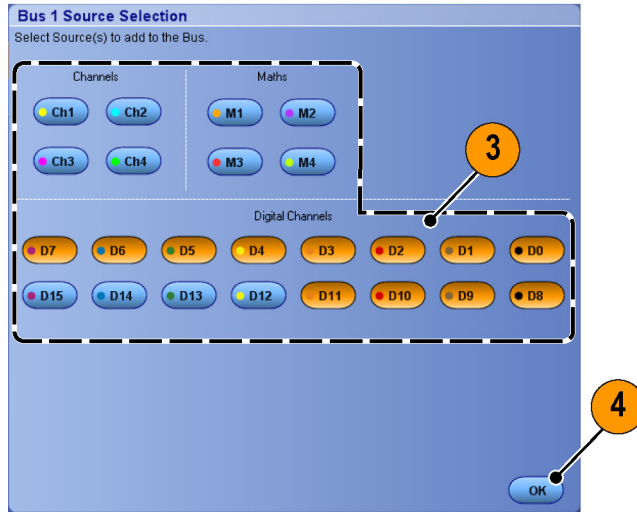 Bus 1 Source Selection
Select Source(s) to add to the Bus.
Channels Maths
Ch1 Ch2 M1 M2
Ch3 Ch4 M3 M4
3
Digital Channels
D7 D6 D5 D4 D3 D2 D1 D0
D15 D14 D13 D12 D11 D10 D9 D8
4
OK